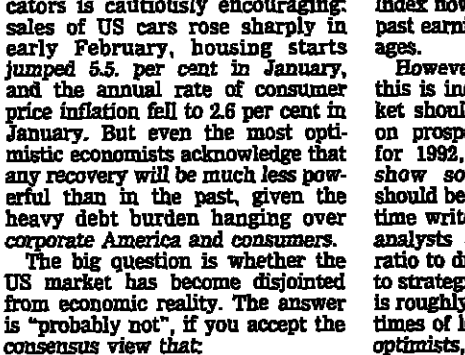 cators is cautiously encouraging:
sales of US cars rose sharply in
early February, housing starts
jumped 5.5. per cent in January,
and the annual rate of consumer
price inflation fell to 2.6 per cent in
January. But even the most opti-
mistic economists acknowledge that
any recovery will be much less pow-
erful than in the past, given the
heavy debt burden hanging over
corporate America and consumers.
The big question is whether the
US market has become disjointed
from economic reality. The answer
is "probably not", if you accept the
consensus view that:
index now
past earni
ages.
Howeve
this is in
ket shoul
on prosp
for 1992,
show so
should be
time write
analysts
ratio to d
to strateg
is roughly
times of l
optimists,